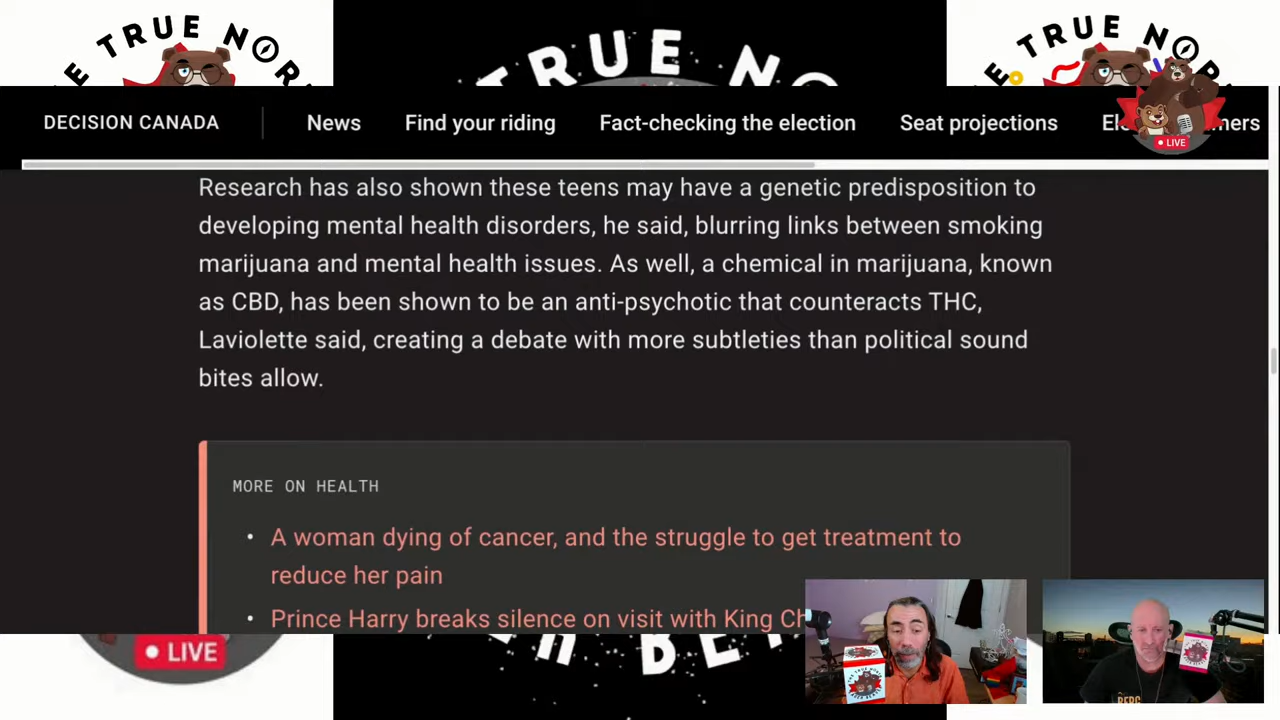 TRUE NOR
TRUE N
TRUE NO
DECISION CANADA
News
Find your riding
Fact-checking the election
Seat projections
LIVE
Research has also shown these teens may have a genetic predisposition to
developing mental health disorders, he said, blurring links between smoking
marijuana and mental health issues. As well, a chemical in marijuana, known
as CBD, has been shown to be an anti-psychotic that counteracts THC,
Laviolette said, creating a debate with more subtleties than political sound
bites allow.
MORE ON HEALTH
• A woman dying of cancer, and the struggle to get treatment to
reduce her pain
• Prince Harry breaks silence on visit with King Ch
LIVE